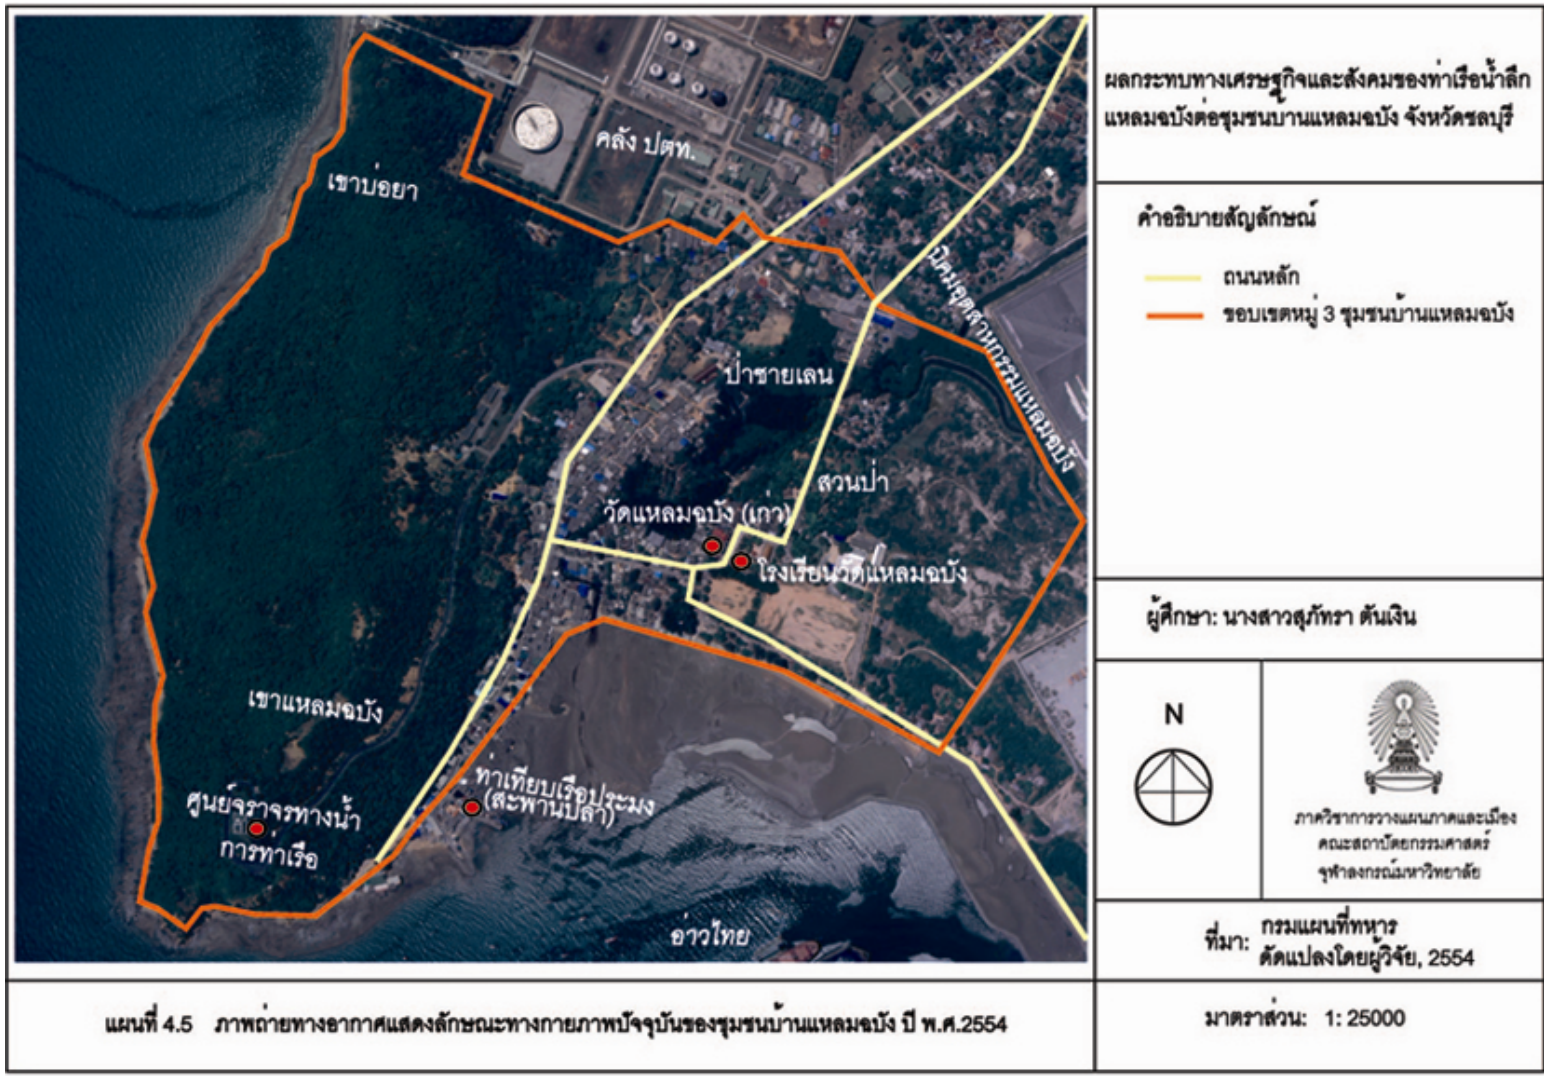 ผลกระทบทางเศรษฐกิจและสังคมของท่าเรือน้ำลึก
แหลมฉบังต่อชุมชนบ้านแหลมฉบัง จังหวัดชลบุรี
คำอธิบายสัญลักษณ์
ถนนหลัก
ขอบเขตหมู่ 3 ชุมชนบ้านแหลมฉบัง
คลัง ปตท.
เขาบ่อยา
นิคมอุตสาหกรรมแหลมฉบัง
ป่าชายเลน
สวนป่า
วัดแหลมฉบัง (เก่า)
โรงเรียนวัดแหลมฉบัง
เขาแหลมฉบัง
ท่าเทียบเรือประมง
(สะพานปลา)
ศูนย์จราจรทางน้ำ
การท่าเรือ
อ่าวไทย
ผู้ศึกษา: นางสาวสุภัทรา ตันเงิน
N
ภาควิชาการวางแผนภาคและเมือง
คณะสถาปัตยกรรมศาสตร์
จุฬาลงกรณ์มหาวิทยาลัย
ที่มา: กรมแผนที่ทหาร
ดัดแปลงโดยผู้วิจัย, 2554
แผนที่ 4.5 ภาพถ่ายทางอากาศแสดงลักษณะทางกายภาพปัจจุบันของชุมชนบ้านแหลมฉบัง ปี พ.ศ.2554
มาตราส่วน: 1: 25000